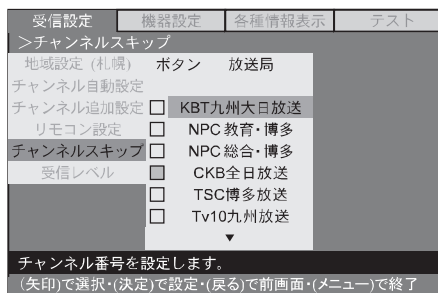 受信設定 機器設定 各種情報表示 テスト
＞チャンネルスキップ
地域設定（札幌） ボタン 放送局
チャンネル自動設定
チャンネル追加設定 □ KBT九州大日放送
リモコン設定 □ NPC教育・博多
チャンネルスキップ □ NPC総合・博多
受信レベル □ CKB全日放送
□ TSC博多放送
□ Tv10九州放送
▼
チャンネル番号を設定します。
（矢印）で選択・（決定）で設定・（戻る）で前画面・（メニュー）で終了